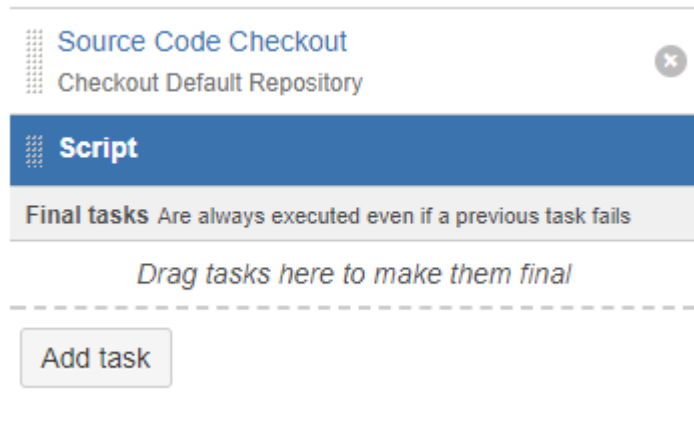 Source Code Checkout
Checkout Default Repository
Script
Final tasks Are always executed even if a previous task fails
Drag tasks here to make them final
Add task